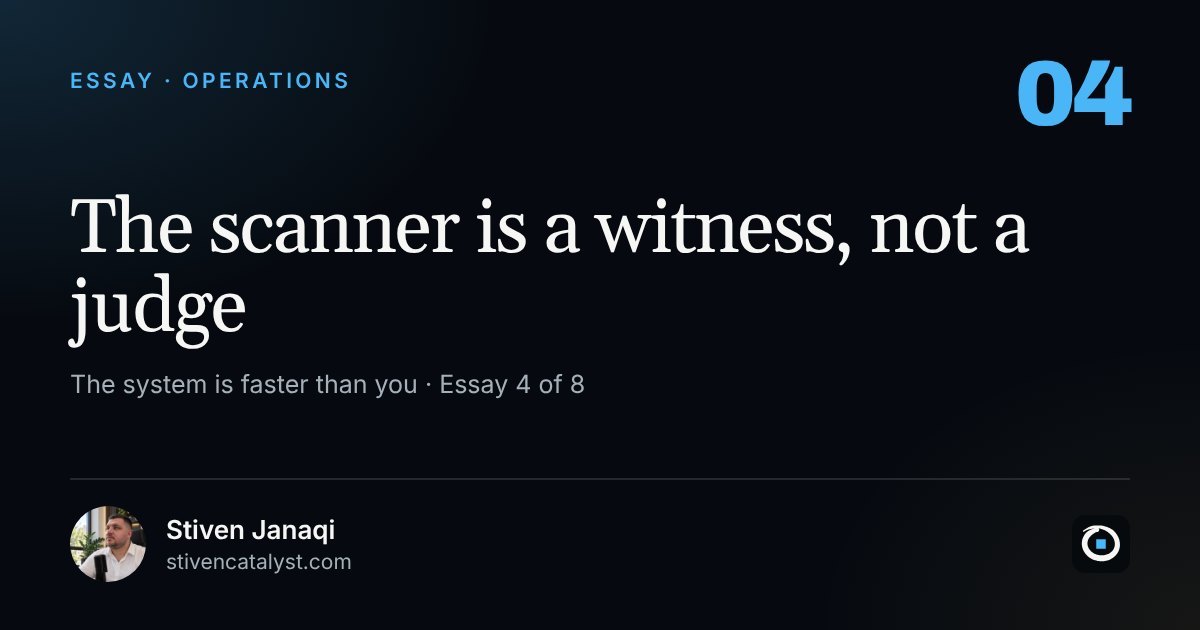 ESSAY · OPERATIONS
04
The scanner is a witness, not a
judge
The system is faster than you · Essay 4 of 8
Stiven Janaqi
stivencatalyst.com